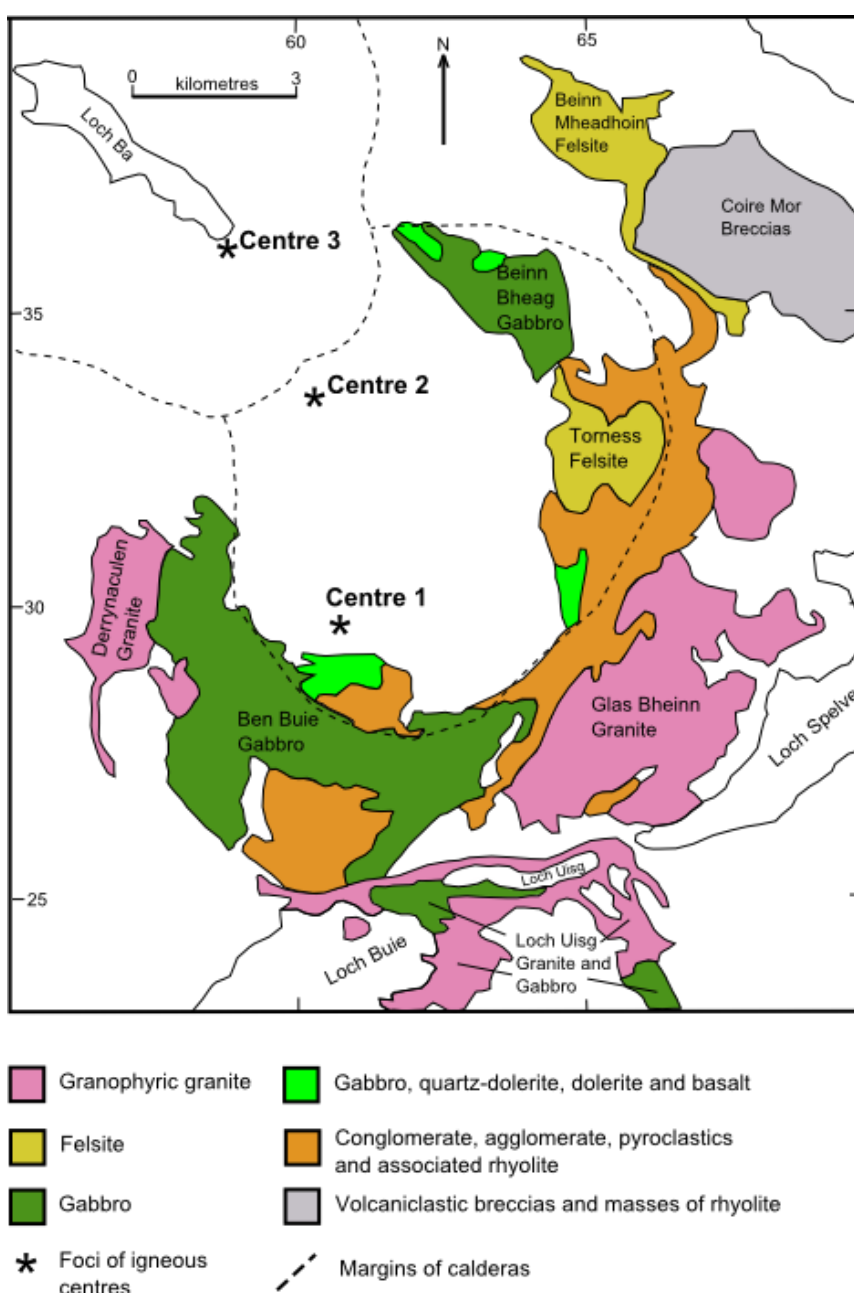 60
65
N
0
kilometres
3
Loch Ba
Beinn
Mheadhoin
Felsite
Coire Mor
Breccias
Centre 3
Beinn
Bheag
Gabbro
35
Centre 2
Torness
Felsite
Derrynaculen
Granite
30
Centre 1
Ben Buie
Gabbro
Glas Bheinn
Granite
Loch Spelve
25
Loch Uisg
Loch Buie
Loch Uisg
Granite and
Gabbro
Granophyric granite
Gabbro, quartz-dolerite, dolerite and basalt
Felsite
Conglomerate, agglomerate, pyroclastics
and associated rhyolite
Gabbro
Volcaniclastic breccias and masses of rhyolite
Foci of igneous
centres
Margins of calderas